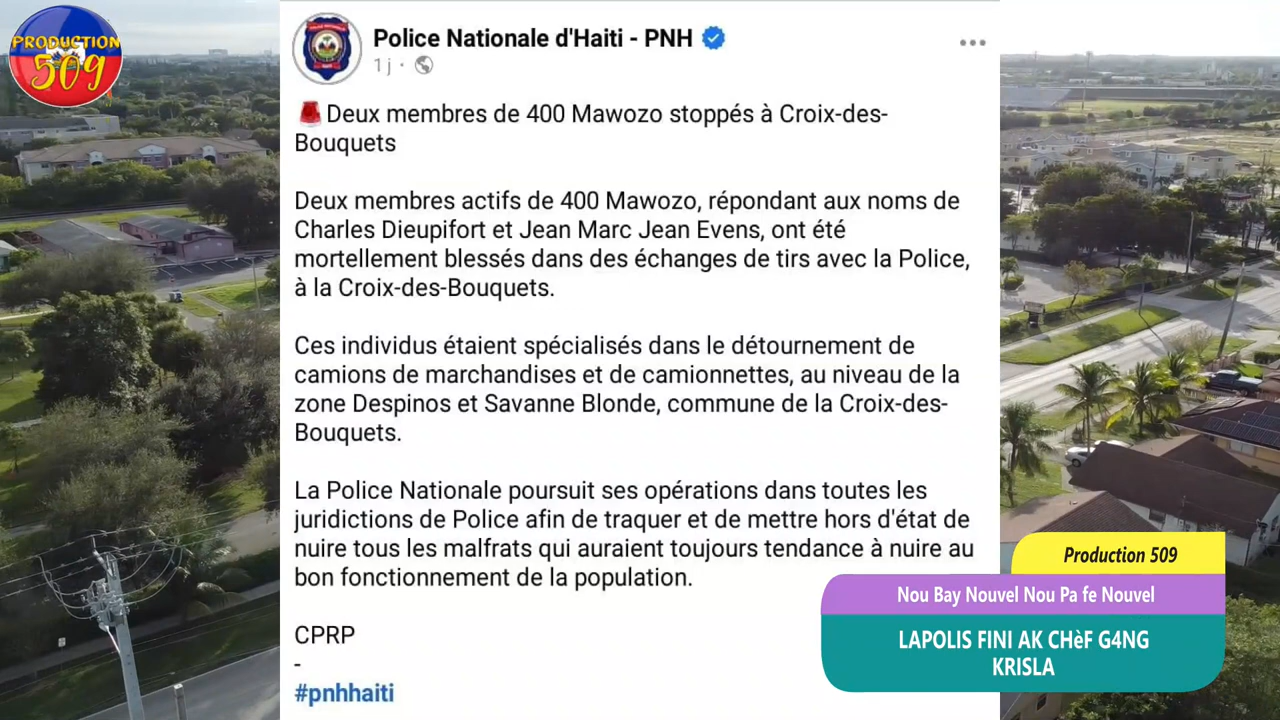 PRODUCTION
509
Police Nationale d'Haiti - PNH
1 j ·
Deux membres de 400 Mawozo stoppés à Croix-des-
Bouquets
Deux membres actifs de 400 Mawozo, répondant aux noms de
Charles Dieupifort et Jean Marc Jean Evens, ont été
mortellement blessés dans des échanges de tirs avec la Police,
à la Croix-des-Bouquets.
Ces individus étaient spécialisés dans le détournement de
camions de marchandises et de camionnettes, au niveau de la
zone Despinos et Savanne Blonde, commune de la Croix-des-
Bouquets.
La Police Nationale poursuit ses opérations dans toutes les
juridictions de Police afin de traquer et de mettre hors d'état de
nuire tous les malfrats qui auraient toujours tendance à nuire au
bon fonctionnement de la population.
CPRP
-
#pnhhaiti
Production 509
Nou Bay Nouvel Nou Pa fe Nouvel
LAPOLIS FINI AK CHèF G4NG
KRISLA